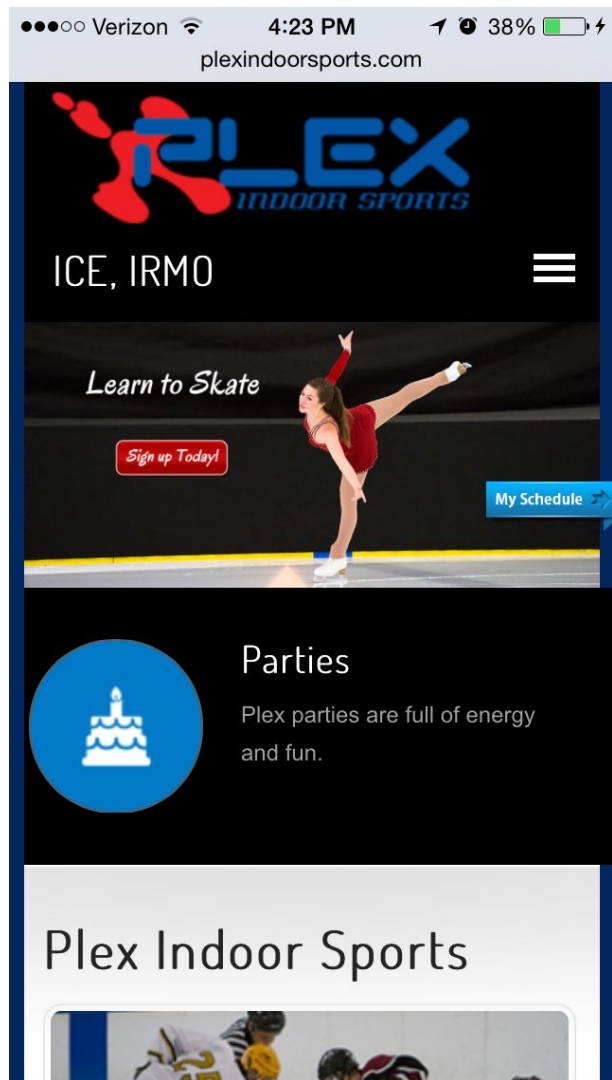 Verizon 4:23 PM 38%
plexindoorsports.com
PLEX
INDOOR SPORTS
ICE, IRMO
Learn to Skate
Sign up Today!
My Schedule
Parties
Plex parties are full of energy
and fun.
Plex Indoor Sports
25